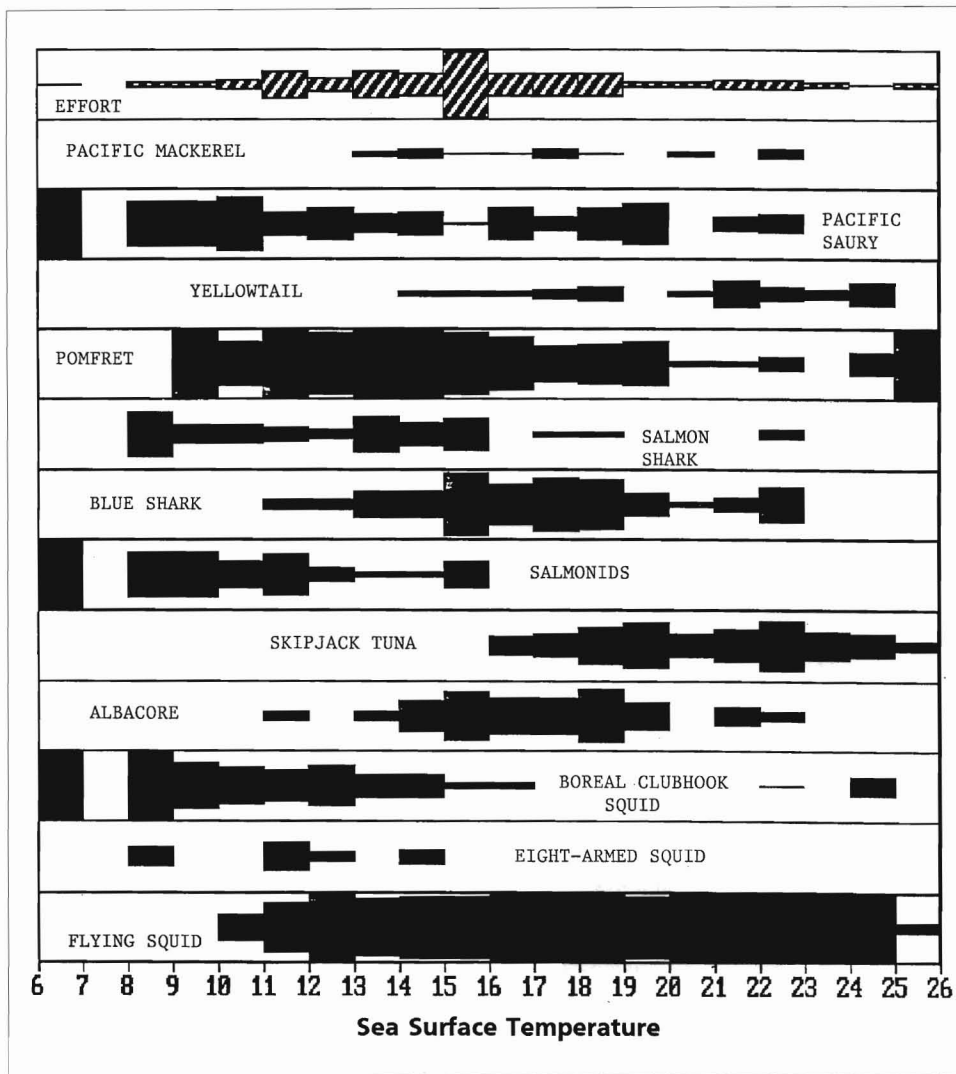 EFFORT
PACIFIC MACKEREL
PACIFIC
SAURY
YELLOWTAIL
POMFRET
SALMON
SHARK
BLUE SHARK
SALMONIDS
SKIPJACK TUNA
ALBACORE
BOREAL CLUBHOOK
SQUID
EIGHT-ARMED SQUID
FLYING SQUID
6 7 8 9 10 11 12 13 14 15 16 17 18 19 20 21 22 23 24 25 26
Sea Surface Temperature